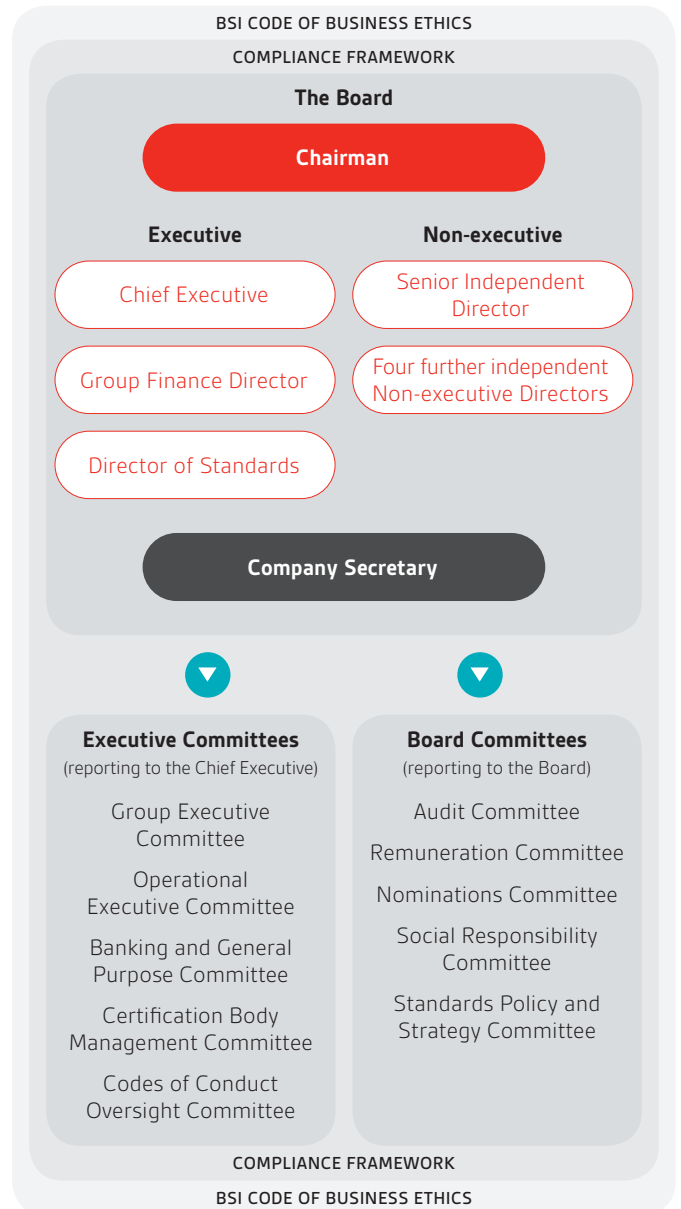 BSI CODE OF BUSINESS ETHICS
COMPLIANCE FRAMEWORK
The Board
Chairman
Executive
Non-executive
Chief Executive
Senior Independent
Director
Group Finance Director
Four further independent
Non-executive Directors
Director of Standards
Company Secretary
Executive Committees
(reporting to the Chief Executive)
Group Executive
Committee
Operational
Executive Committee
Banking and General
Purpose Committee
Certification Body
Management Committee
Codes of Conduct
Oversight Committee
Board Committees
(reporting to the Board)
Audit Committee
Remuneration Committee
Nominations Committee
Social Responsibility
Committee
Standards Policy and
Strategy Committee
COMPLIANCE FRAMEWORK
BSI CODE OF BUSINESS ETHICS